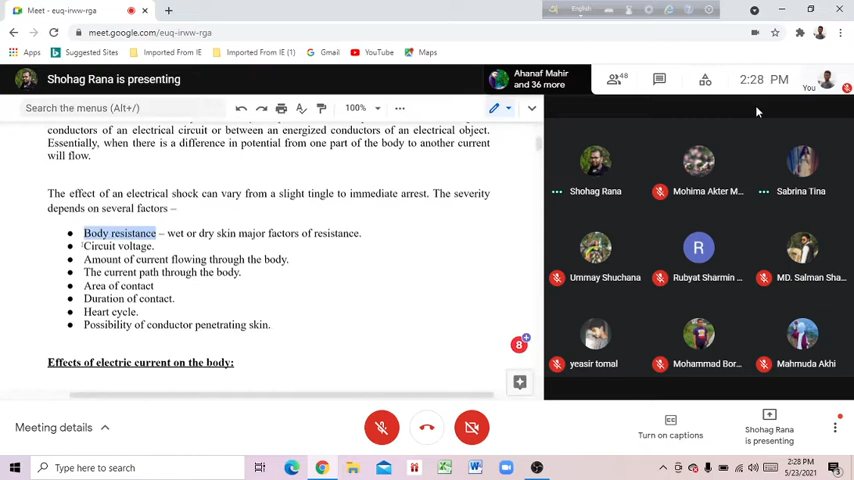 Meet - euq-irww-rga
English
meet.google.com/euq-irww-rga
Apps
Suggested Sites
Imported From IE
Imported From IE (1)
Gmail
YouTube
Maps
Shohag Rana is presenting
Ahanaf Mahir
and 36 more
48
2:28 PM
You
Search the menus (Alt+/)
100%
conductors of an electrical circuit or between an energized conductors of an electrical object.
Essentially, when there is a difference in potential from one part of the body to another current
will flow.
The effect of an electrical shock can vary from a slight tingle to immediate arrest. The severity
depends on several factors –
● Body resistance – wet or dry skin major factors of resistance.
● Circuit voltage.
● Amount of current flowing through the body.
● The current path through the body.
● Area of contact
● Duration of contact.
● Heart cycle.
● Possibility of conductor penetrating skin.
8
Effects of electric current on the body:
Shohag Rana
Mohima Akter M...
Sabrina Tina
Ummay Shuchana
R
Rubyat Sharmin ...
MD. Salman Sha...
yeasir tomal
Mohammad Bor...
Mahmuda Akhi
Meeting details
Turn on captions
Shohag Rana
is presenting
Type here to search
2:28 PM
5/23/2021
3